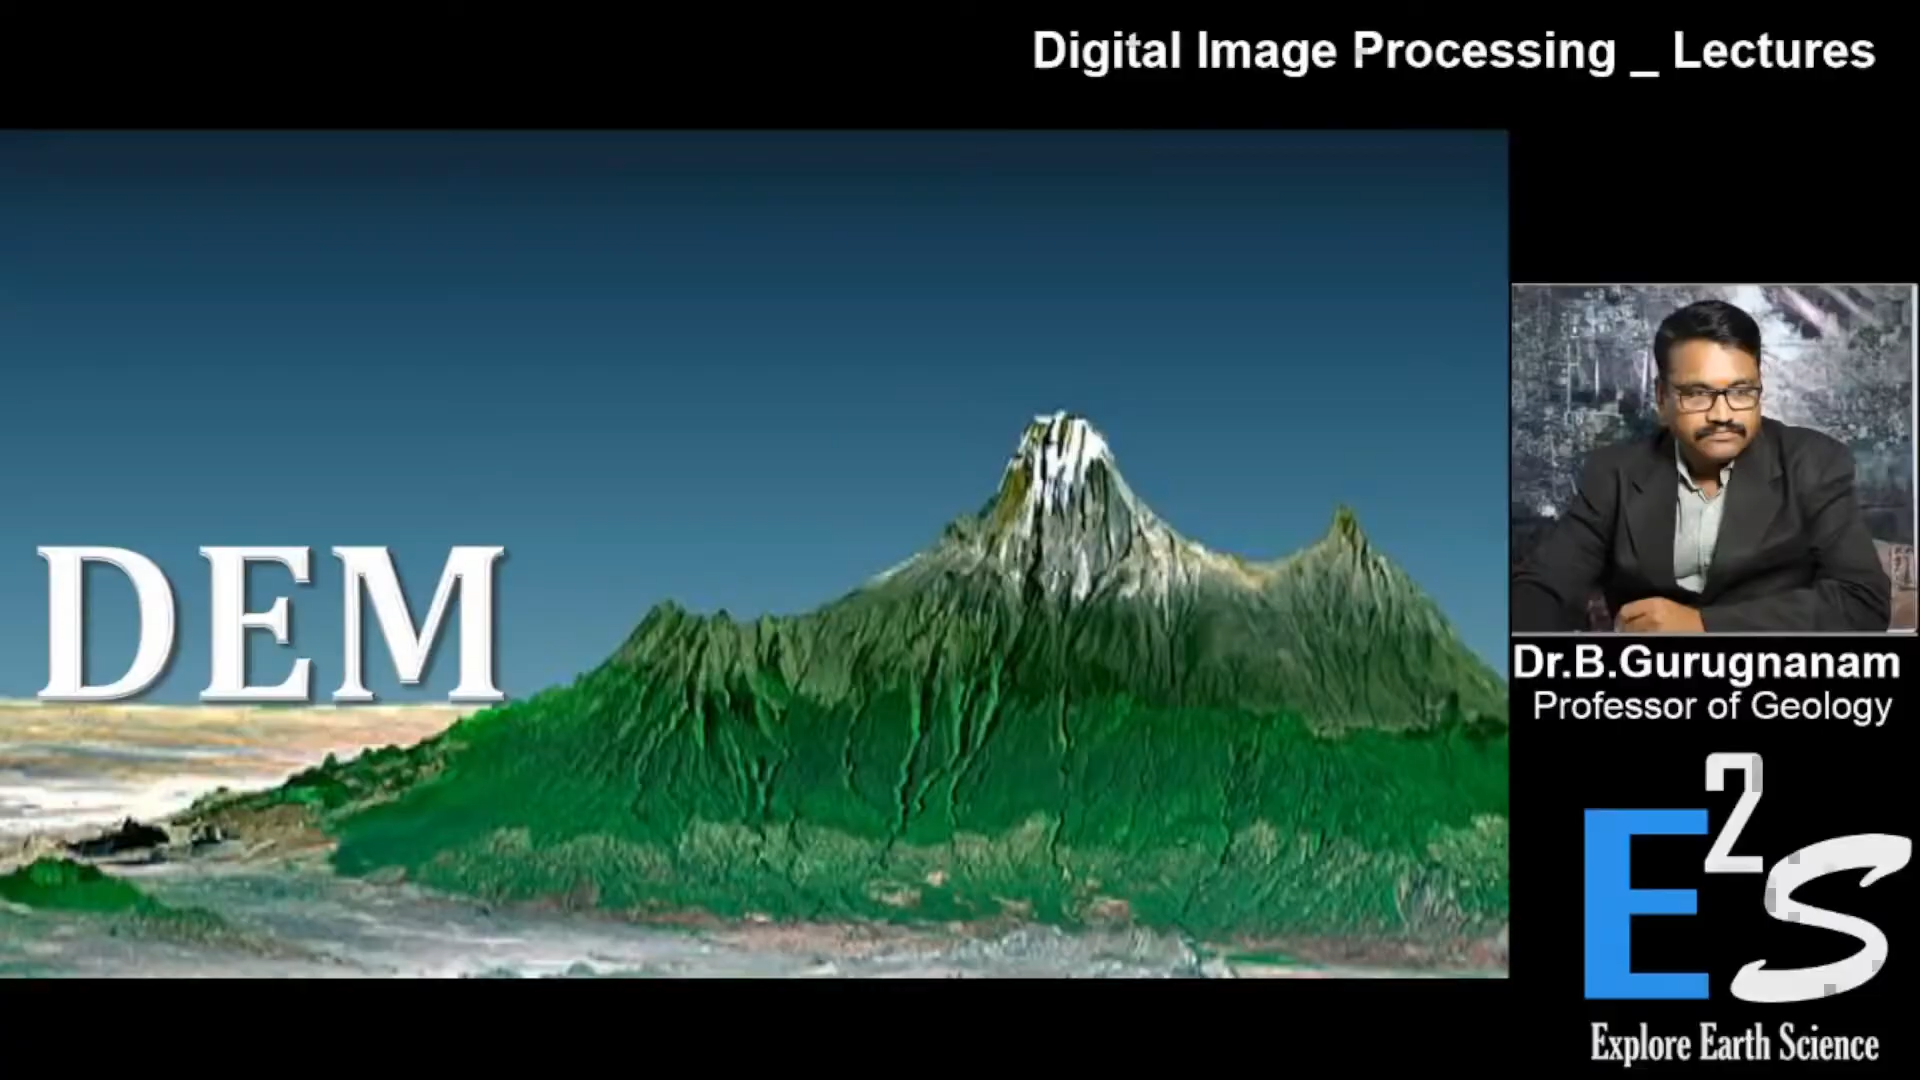 Digital Image Processing _ Lectures
DEM
Dr.B.Gurugnanam
Professor of Geology
E2S
Explore Earth Science